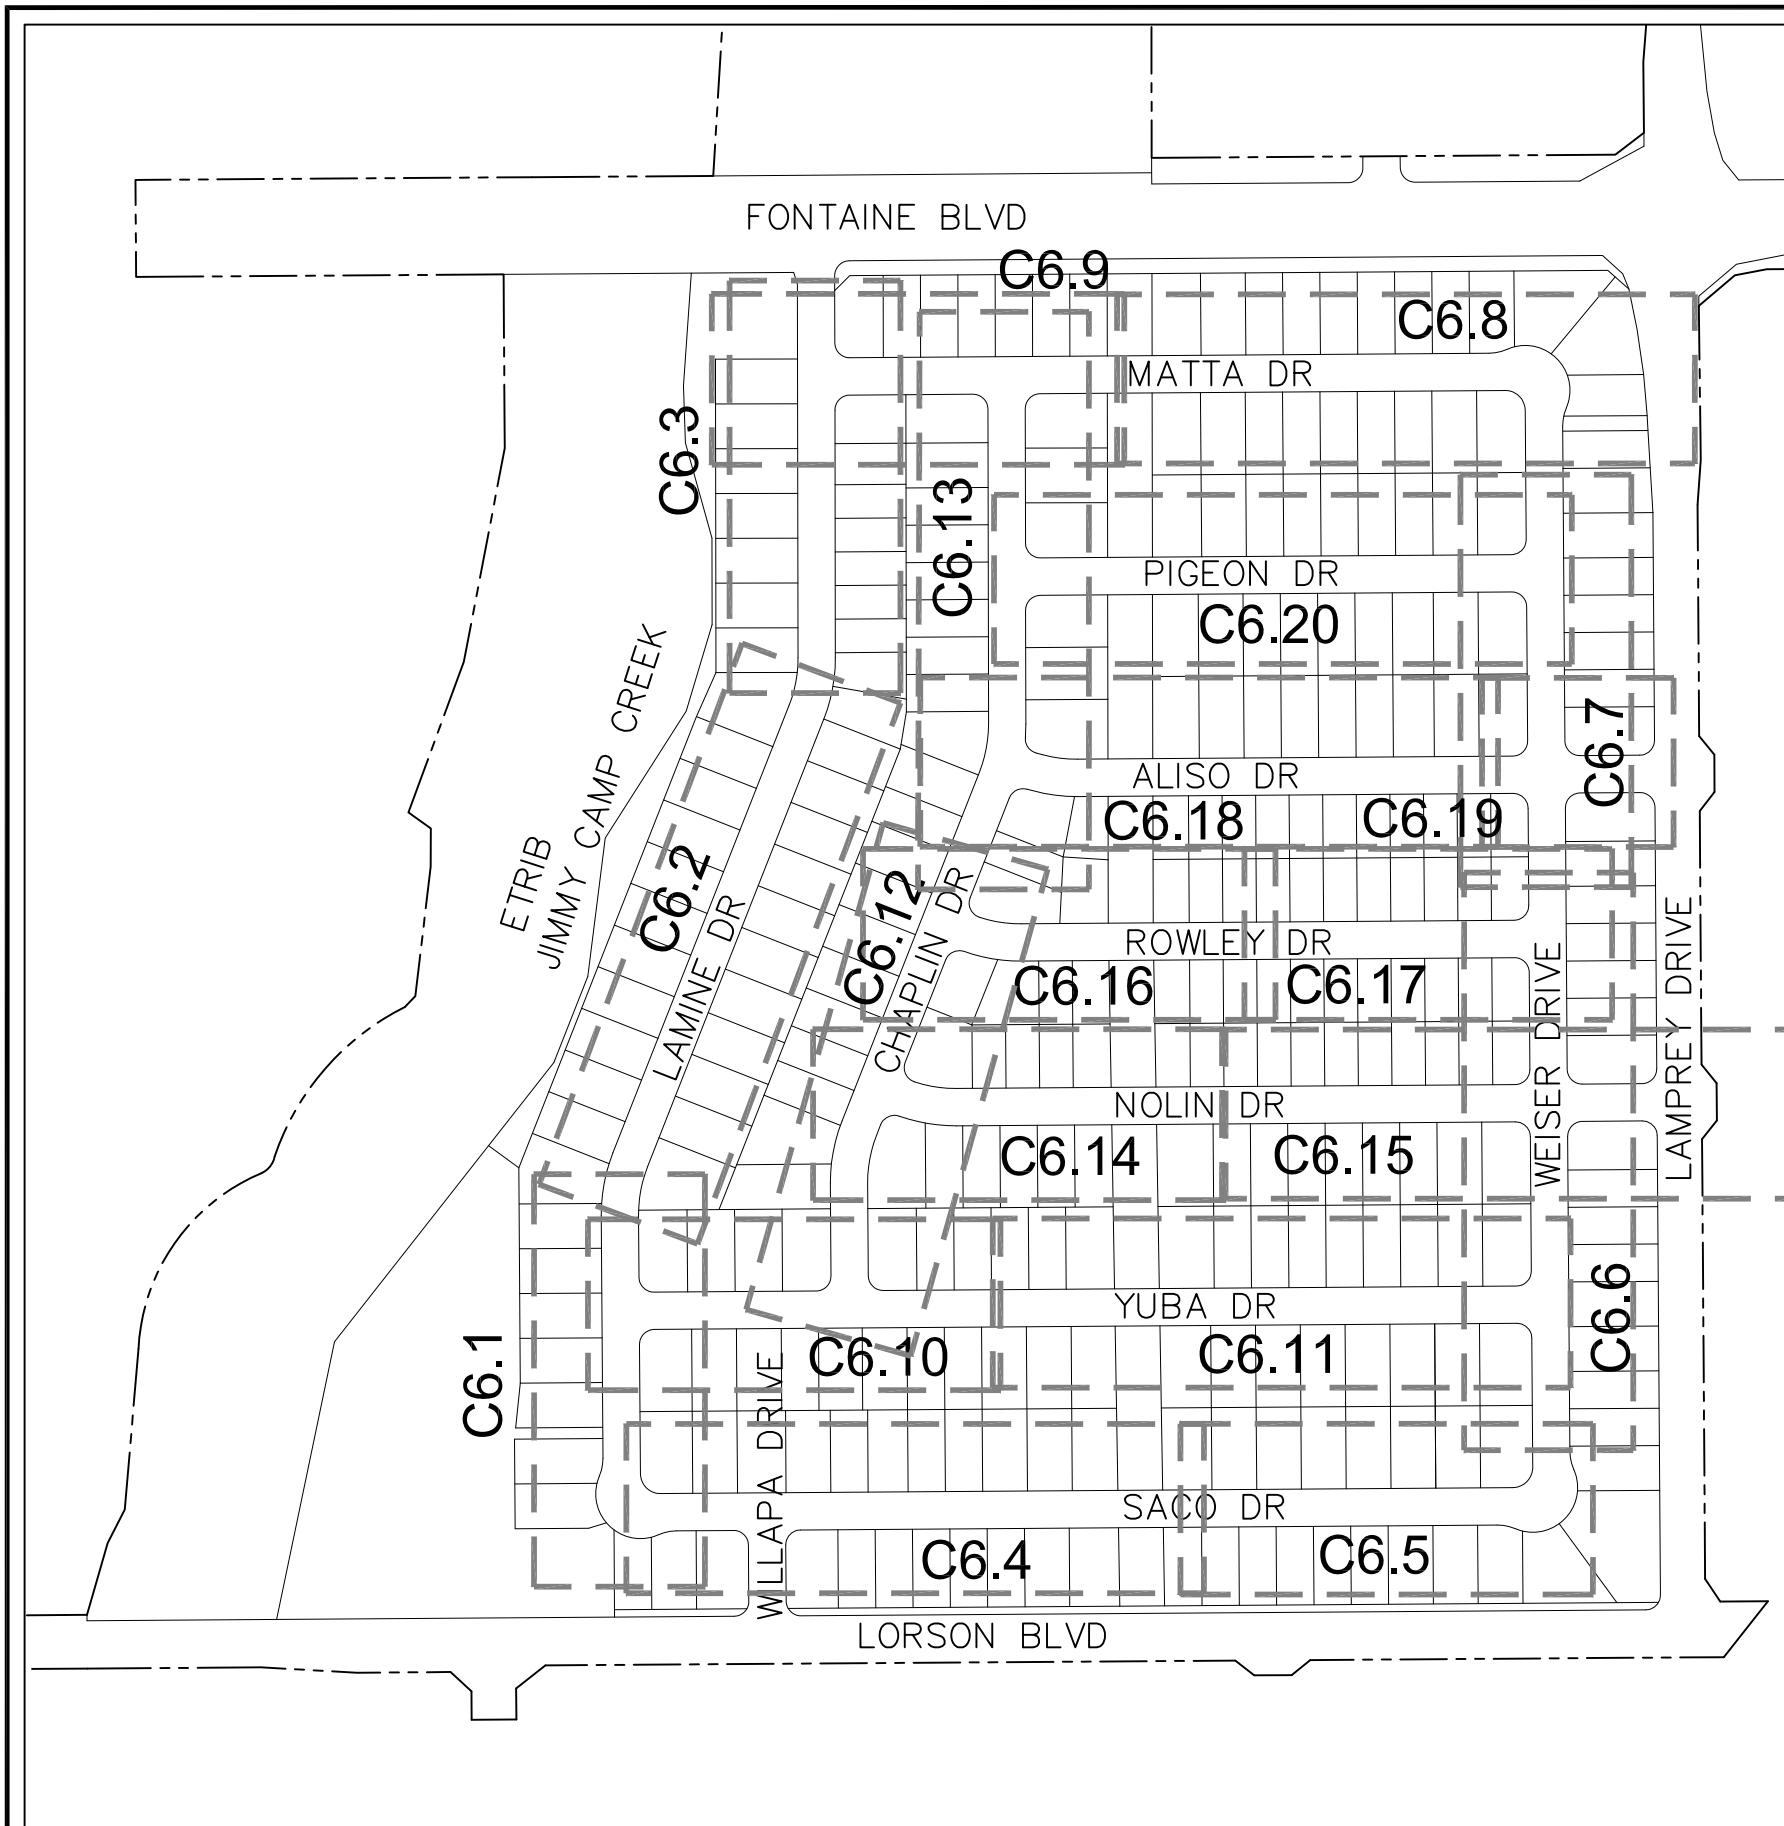 FONTAINE BLVD
C6.9
C6.8
MATTA DR
C6.3
C6.13
PIGEON DR
C6.20
ETRIB
JIMMY CAMP CREEK
C6.7
ALISO DR
C6.18
C6.19
C6.2
LAMINE DR
C6.12
CHAPLIN DR
ROWLEY DR
C6.16
C6.17
WEISER DRIVE
LAMPREY DRIVE
NOLIN DR
C6.14
C6.15
YUBA DR
C6.6
C6.1
C6.10
C6.11
WILLAPA DRIVE
SACO DR
C6.4
C6.5
LORSON BLVD